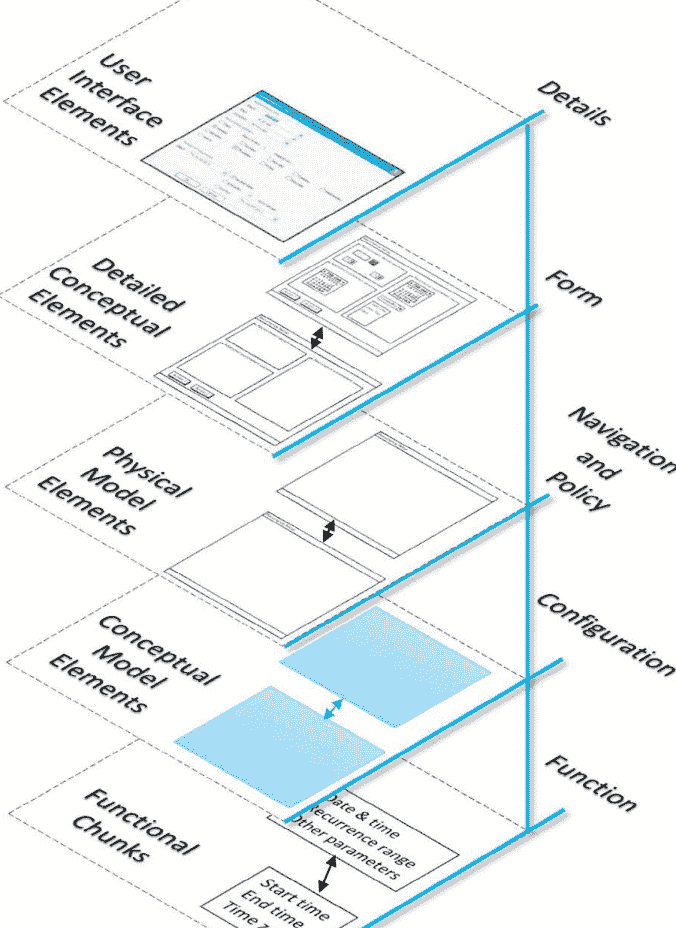 User
Interface
Elements
Details
Detailed
Conceptual
Elements
Form
Physical
Model
Elements
Navigation
and
Policy
Conceptual
Model
Elements
Configuration
Functional
Chunks
Function
Date & time
Recurrence range
Other parameters
Start time
End time
Time